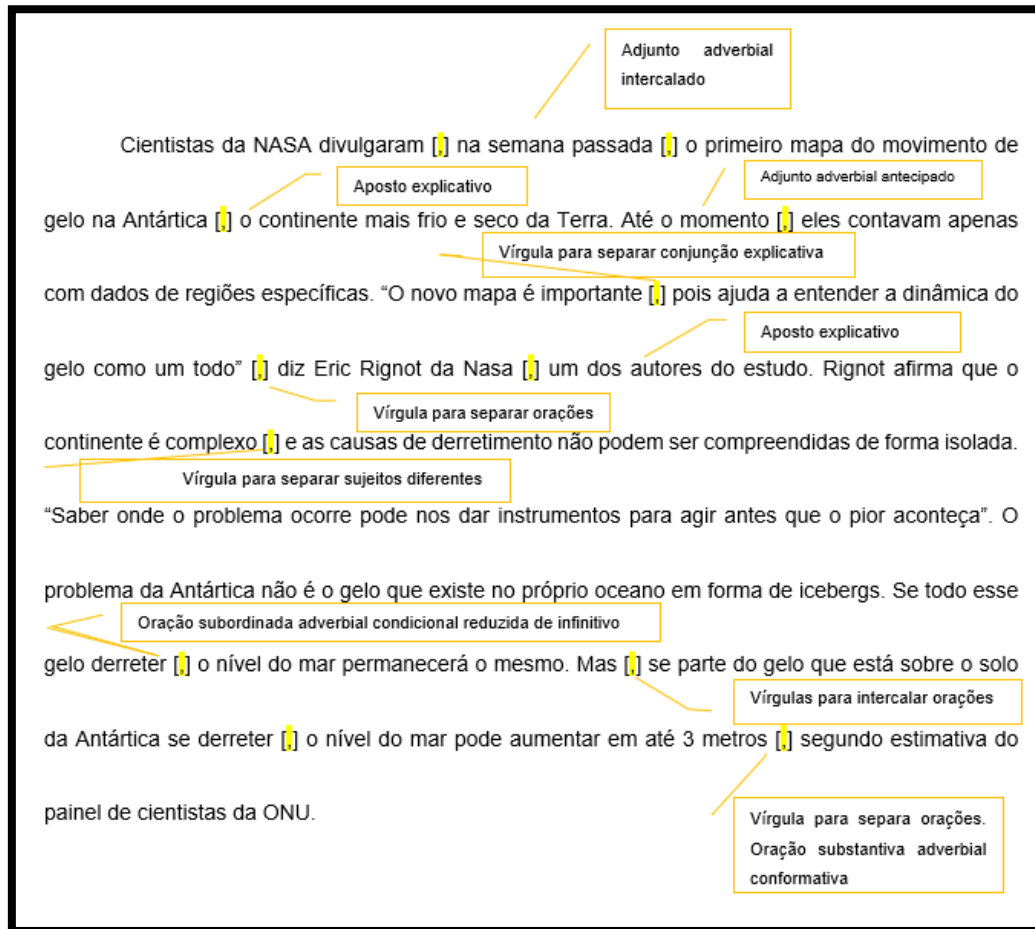 Adjunto adverbial
intercalado
Cientistas da NASA divulgaram [,] na semana passada [,] o primeiro mapa do movimento de
Aposto explicativo
Adjunto adverbial antecipado
gelo na Antártica [,] o continente mais frio e seco da Terra. Até o momento [,] eles contavam apenas
Vírgula para separar conjunção explicativa
com dados de regiões específicas. “O novo mapa é importante [,] pois ajuda a entender a dinâmica do
Aposto explicativo
gelo como um todo” [,] diz Eric Rignot da Nasa [,] um dos autores do estudo. Rignot afirma que o
Vírgula para separar orações
continente é complexo [,] e as causas de derretimento não podem ser compreendidas de forma isolada.
Vírgula para separar sujeitos diferentes
“Saber onde o problema ocorre pode nos dar instrumentos para agir antes que o pior aconteça”. O
problema da Antártica não é o gelo que existe no próprio oceano em forma de icebergs. Se todo esse
Oração subordinada adverbial condicional reduzida de infinitivo
gelo derreter [,] o nível do mar permanecerá o mesmo. Mas [,] se parte do gelo que está sobre o solo
Vírgulas para intercalar orações
da Antártica se derreter [,] o nível do mar pode aumentar em até 3 metros [,] segundo estimativa do
painel de cientistas da ONU.
Vírgula para separa orações.
Oração substantiva adverbial
conformativa